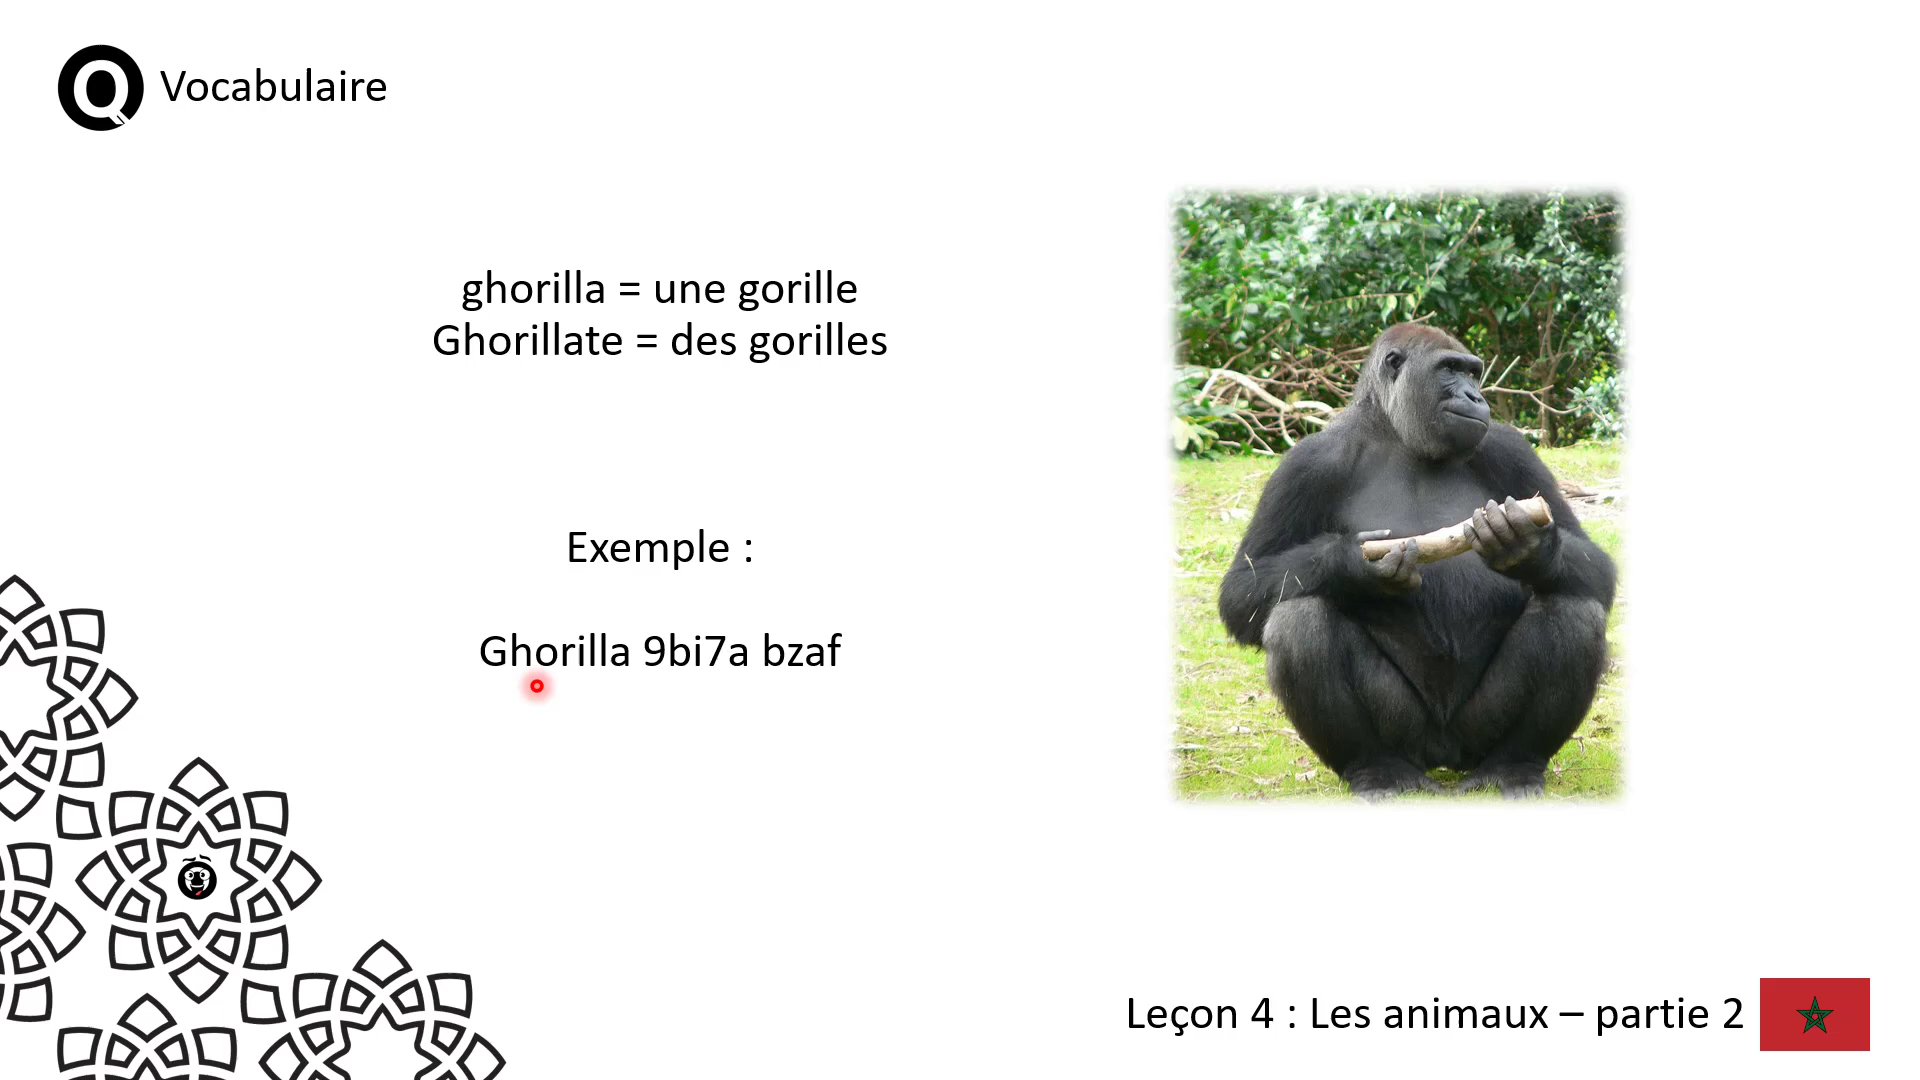 Q Vocabulaire
ghorilla = une gorille
Ghorillate = des gorilles
Exemple :
Ghorilla 9bi7a bzaf
Leçon 4 : Les animaux – partie 2